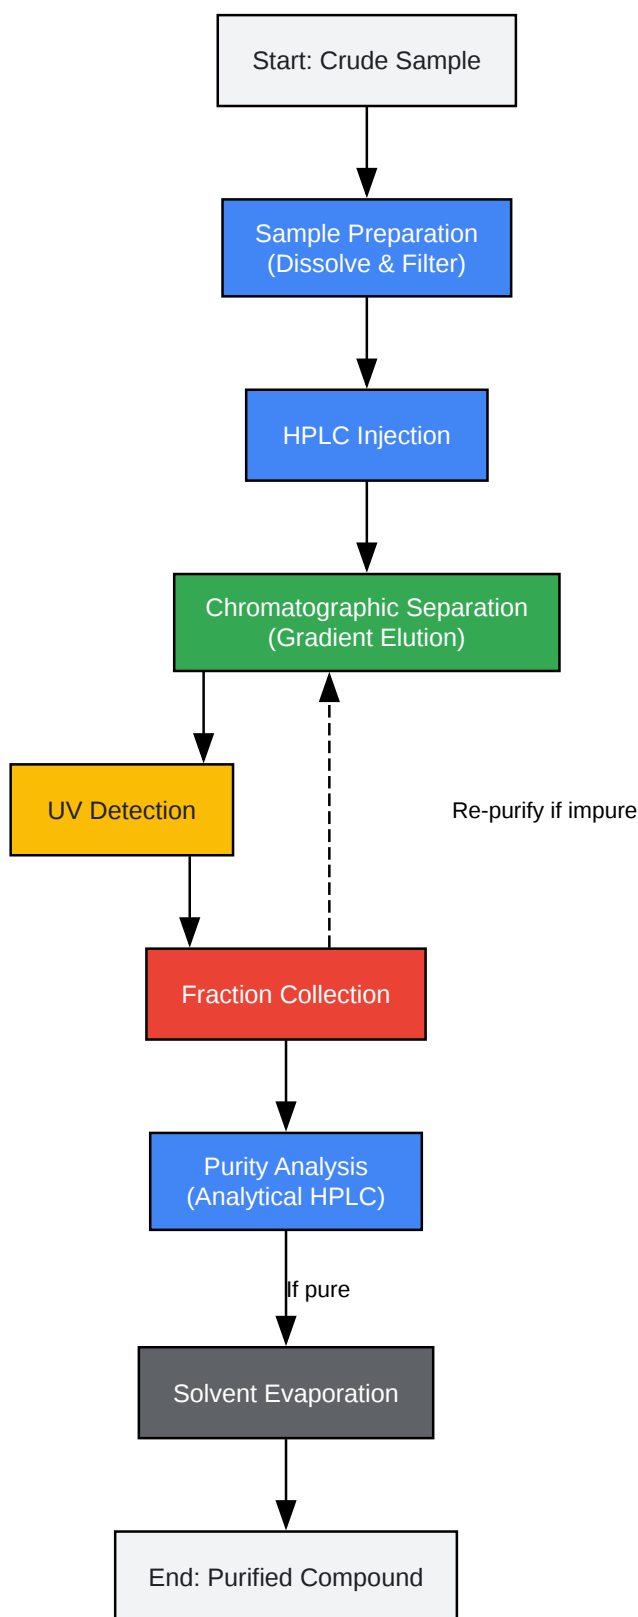 Start: Crude Sample
Sample Preparation
(Dissolve & Filter)
HPLC Injection
Chromatographic Separation
(Gradient Elution)
UV Detection
Re-purify if impure
Fraction Collection
Purity Analysis
(Analytical HPLC)
If pure
Solvent Evaporation
End: Purified Compound